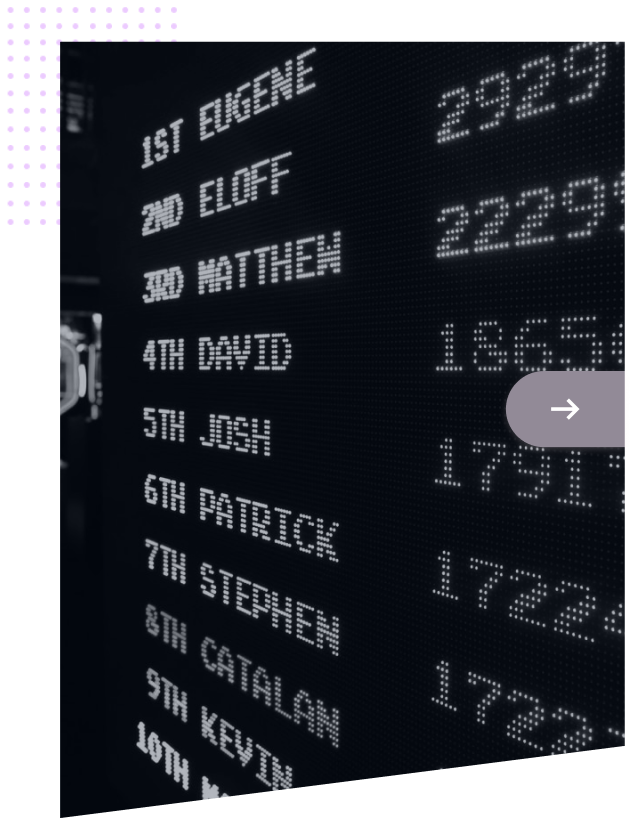 1ST EUGENE 2929
2ND ELOFF 2229
3RD MATTHEW
4TH DAVID 1865
5TH JOSH
6TH PATRICK 1791
7TH STEPHEN 1722
8TH CATALAN 1722
9TH KEVIN
10TH